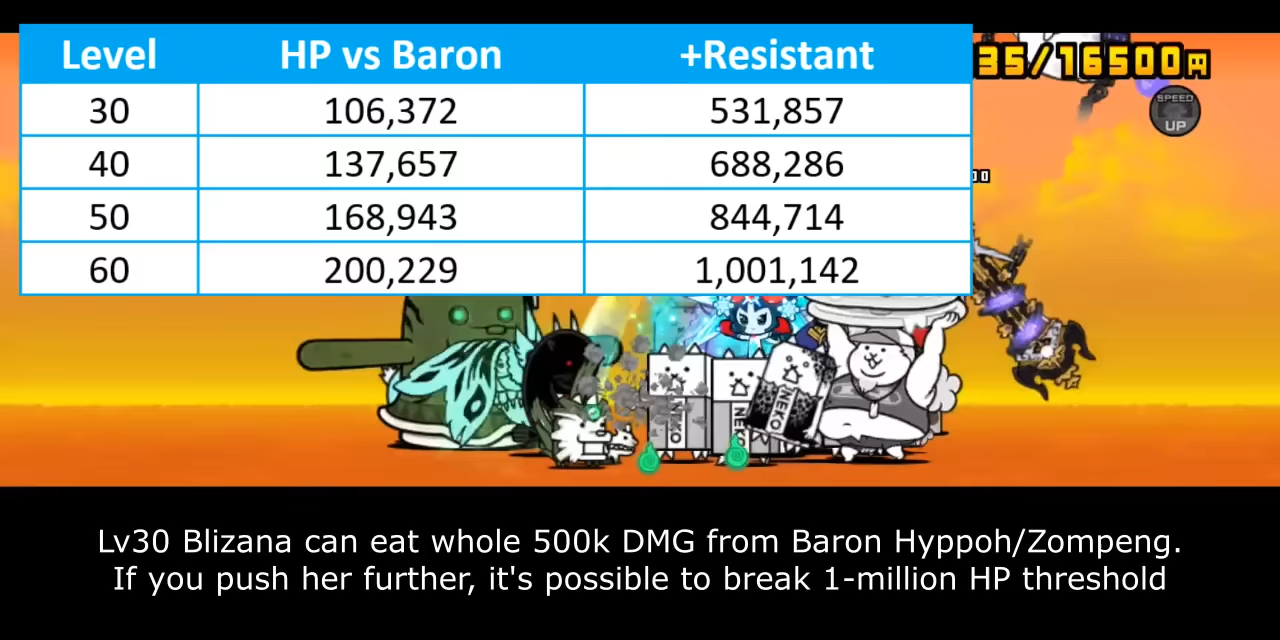 Level HP vs Baron +Resistant
30 106,372 531,857
40 137,657 688,286
50 168,943 844,714
60 200,229 1,001,142
35/16500円
SPEED
UP
NEKO
NEKO
NEKO
Lv30 Blizana can eat whole 500k DMG from Baron Hyppoh/Zompeng.
If you push her further, it's possible to break 1-million HP threshold